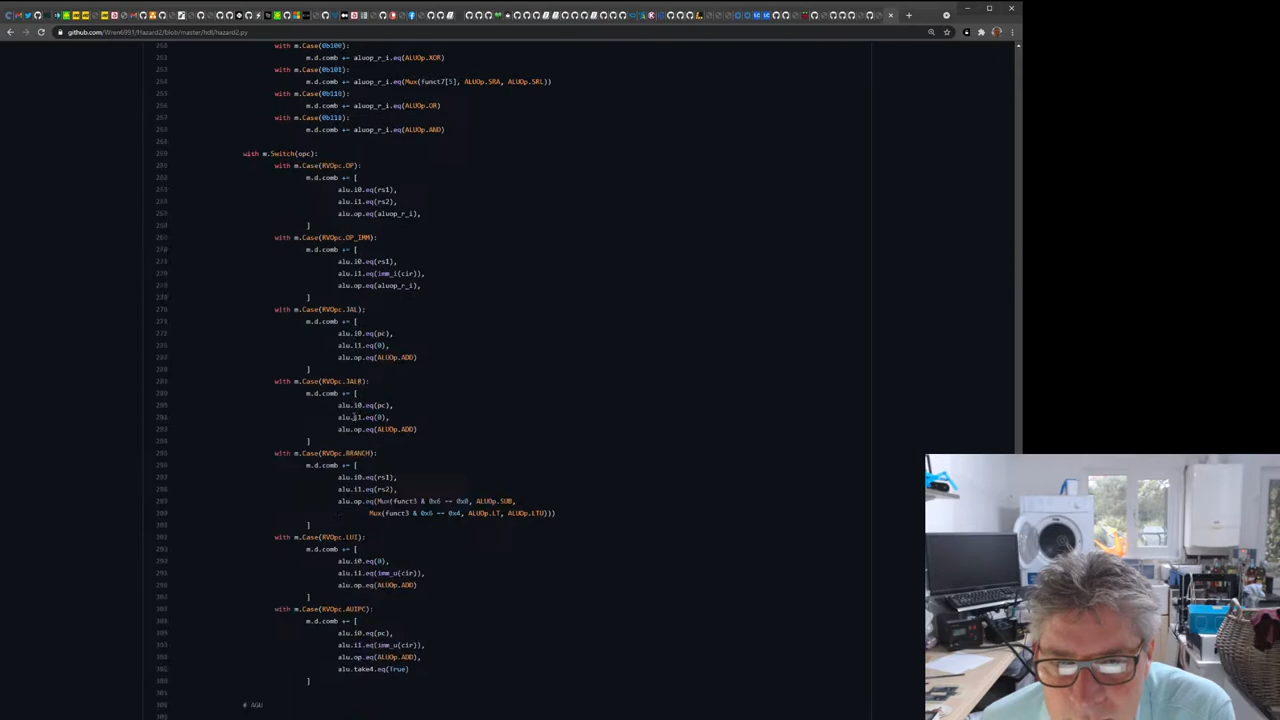 github.com/Wren6991/Hazard2/blob/master/hdl/hazard2.py
with m.Case(0b100):
m.d.comb += aluop_r_i.eq(ALUOp.XOR)
with m.Case(0b101):
m.d.comb += aluop_r_i.eq(Mux(funct7[5], ALUOp.SRA, ALUOp.SRL))
with m.Case(0b110):
m.d.comb += aluop_r_i.eq(ALUOp.OR)
with m.Case(0b111):
m.d.comb += aluop_r_i.eq(ALUOp.AND)
with m.Switch(opc):
with m.Case(RVOpc.OP):
m.d.comb += [
alu.i0.eq(rs1),
alu.i1.eq(rs2),
alu.op.eq(aluop_r_i),
]
with m.Case(RVOpc.OP_IMM):
m.d.comb += [
alu.i0.eq(rs1),
alu.i1.eq(imm_i(cir)),
alu.op.eq(aluop_r_i),
]
with m.Case(RVOpc.JAL):
m.d.comb += [
alu.i0.eq(pc),
alu.i1.eq(0),
alu.op.eq(ALUOp.ADD)
]
with m.Case(RVOpc.JALR):
m.d.comb += [
alu.i0.eq(pc),
alu.i1.eq(0),
alu.op.eq(ALUOp.ADD)
]
with m.Case(RVOpc.BRANCH):
m.d.comb += [
alu.i0.eq(rs1),
alu.i1.eq(rs2),
alu.op.eq(Mux(funct3 & 0x6 == 0x0, ALUOp.SUB,
Mux(funct3 & 0x6 == 0x4, ALUOp.LT, ALUOp.LTU)))
]
with m.Case(RVOpc.LUI):
m.d.comb += [
alu.i0.eq(0),
alu.i1.eq(imm_u(cir)),
alu.op.eq(ALUOp.ADD)
]
with m.Case(RVOpc.AUIPC):
m.d.comb += [
alu.i0.eq(pc),
alu.i1.eq(imm_u(cir)),
alu.op.eq(ALUOp.ADD),
alu.take4.eq(True)
]
# AGU